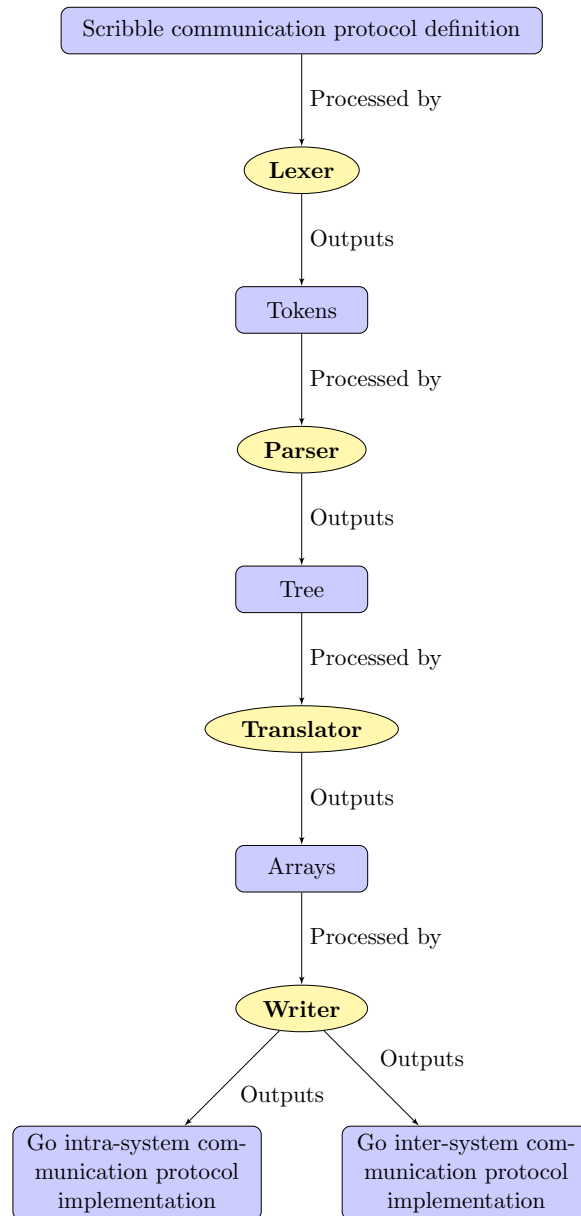 Scribble communication protocol definition
Processed by
Lexer
Outputs
Tokens
Processed by
Parser
Outputs
Tree
Processed by
Translator
Outputs
Arrays
Processed by
Writer
Outputs
Outputs
Go intra-system com-
munication protocol
implementation
Go inter-system com-
munication protocol
implementation